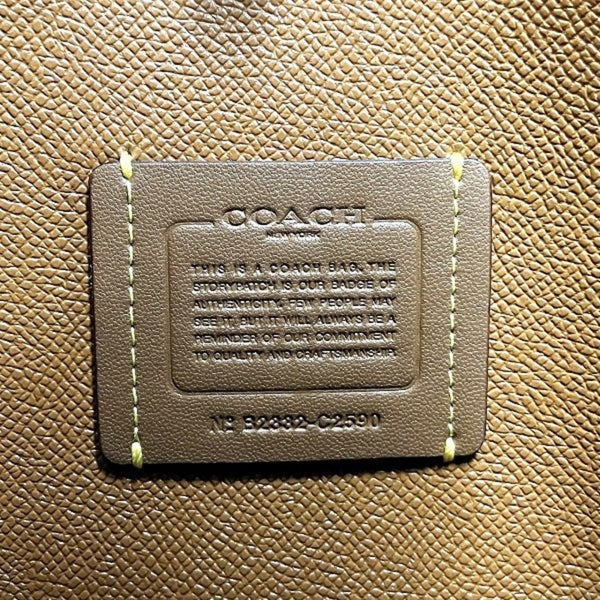 COACH
NEW YORK
THIS IS A COACH BAG. THE
STORYPATCH IS OUR BADGE OF
AUTHENTICITY. FEW PEOPLE MAY
SEE IT, BUT IT WILL ALWAYS BE A
REMINDER OF OUR COMMITMENT
TO QUALITY AND CRAFTSMANSHIP.
No B2332-C2590